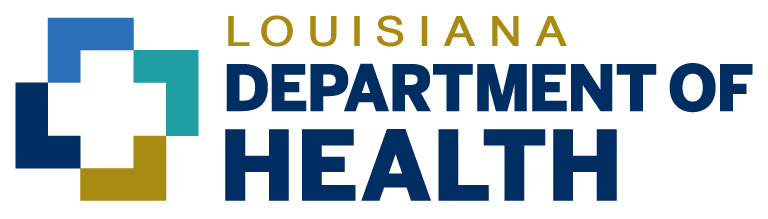 LOUISIANA
DEPARTMENT OF
HEALTH